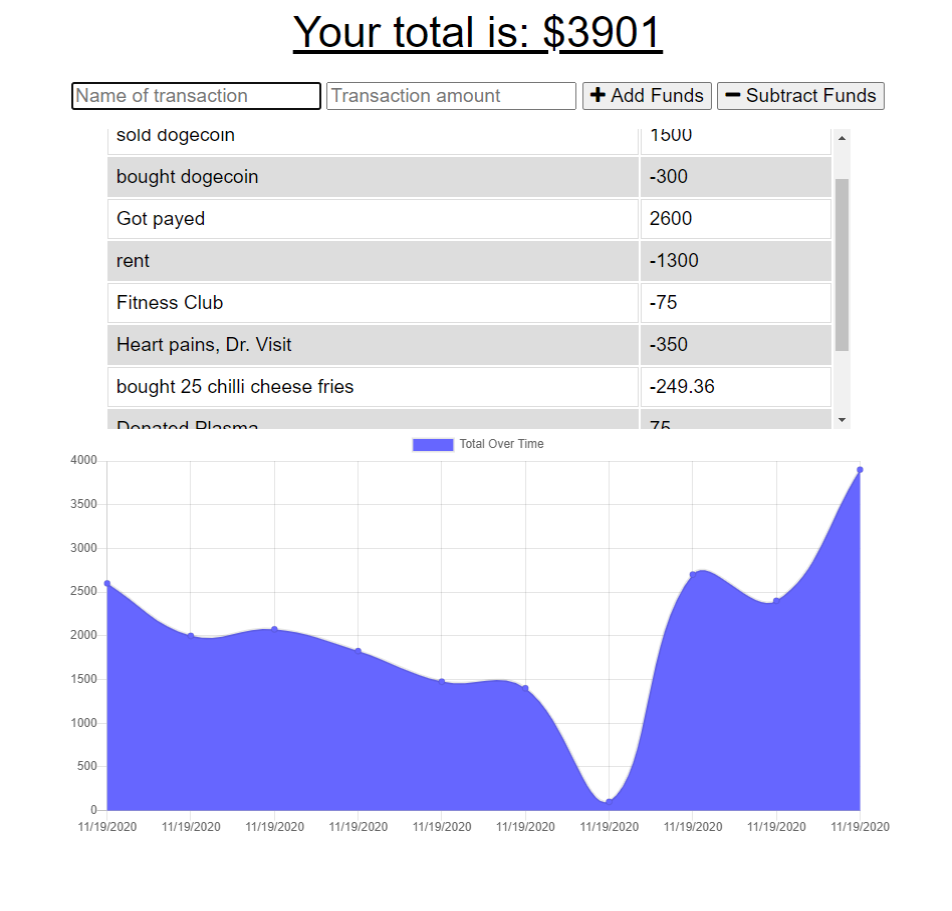 Your total is: $3901
Name of transaction Transaction amount + Add Funds − Subtract Funds
sold dogecoin 1500
bought dogecoin -300
Got payed 2600
rent -1300
Fitness Club -75
Heart pains, Dr. Visit -350
bought 25 chilli cheese fries -249.36
Donated Plasma 75
Total Over Time
4000
3500
3000
2500
2000
1500
1000
500
0
11/19/2020 11/19/2020 11/19/2020 11/19/2020 11/19/2020 11/19/2020 11/19/2020 11/19/2020 11/19/2020 11/19/2020